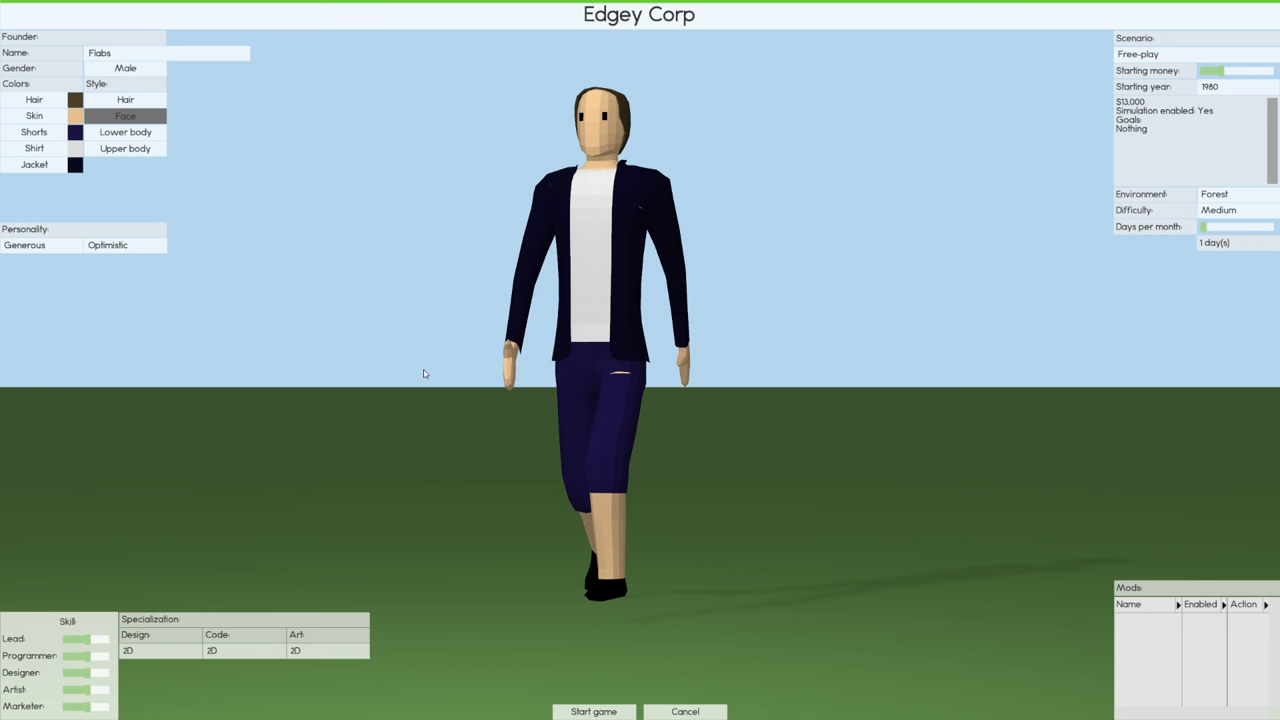 Edgey Corp
Founder:
Name: Flabs
Gender: Male
Colors: Style:
Hair Hair
Skin Face
Shorts Lower body
Shirt Upper body
Jacket
Personality:
Generous Optimistic
Scenario:
Free-play
Starting money:
Starting year: 1980
$13,000
Simulation enabled: Yes
Goals:
Nothing
Environment: Forest
Difficulty: Medium
Days per month:
1 day(s)
Skill
Lead:
Programmer:
Designer:
Artist:
Marketer:
Specialization:
Design: Code: Art:
2D 2D 2D
Mods:
Name Enabled Action
Start game Cancel